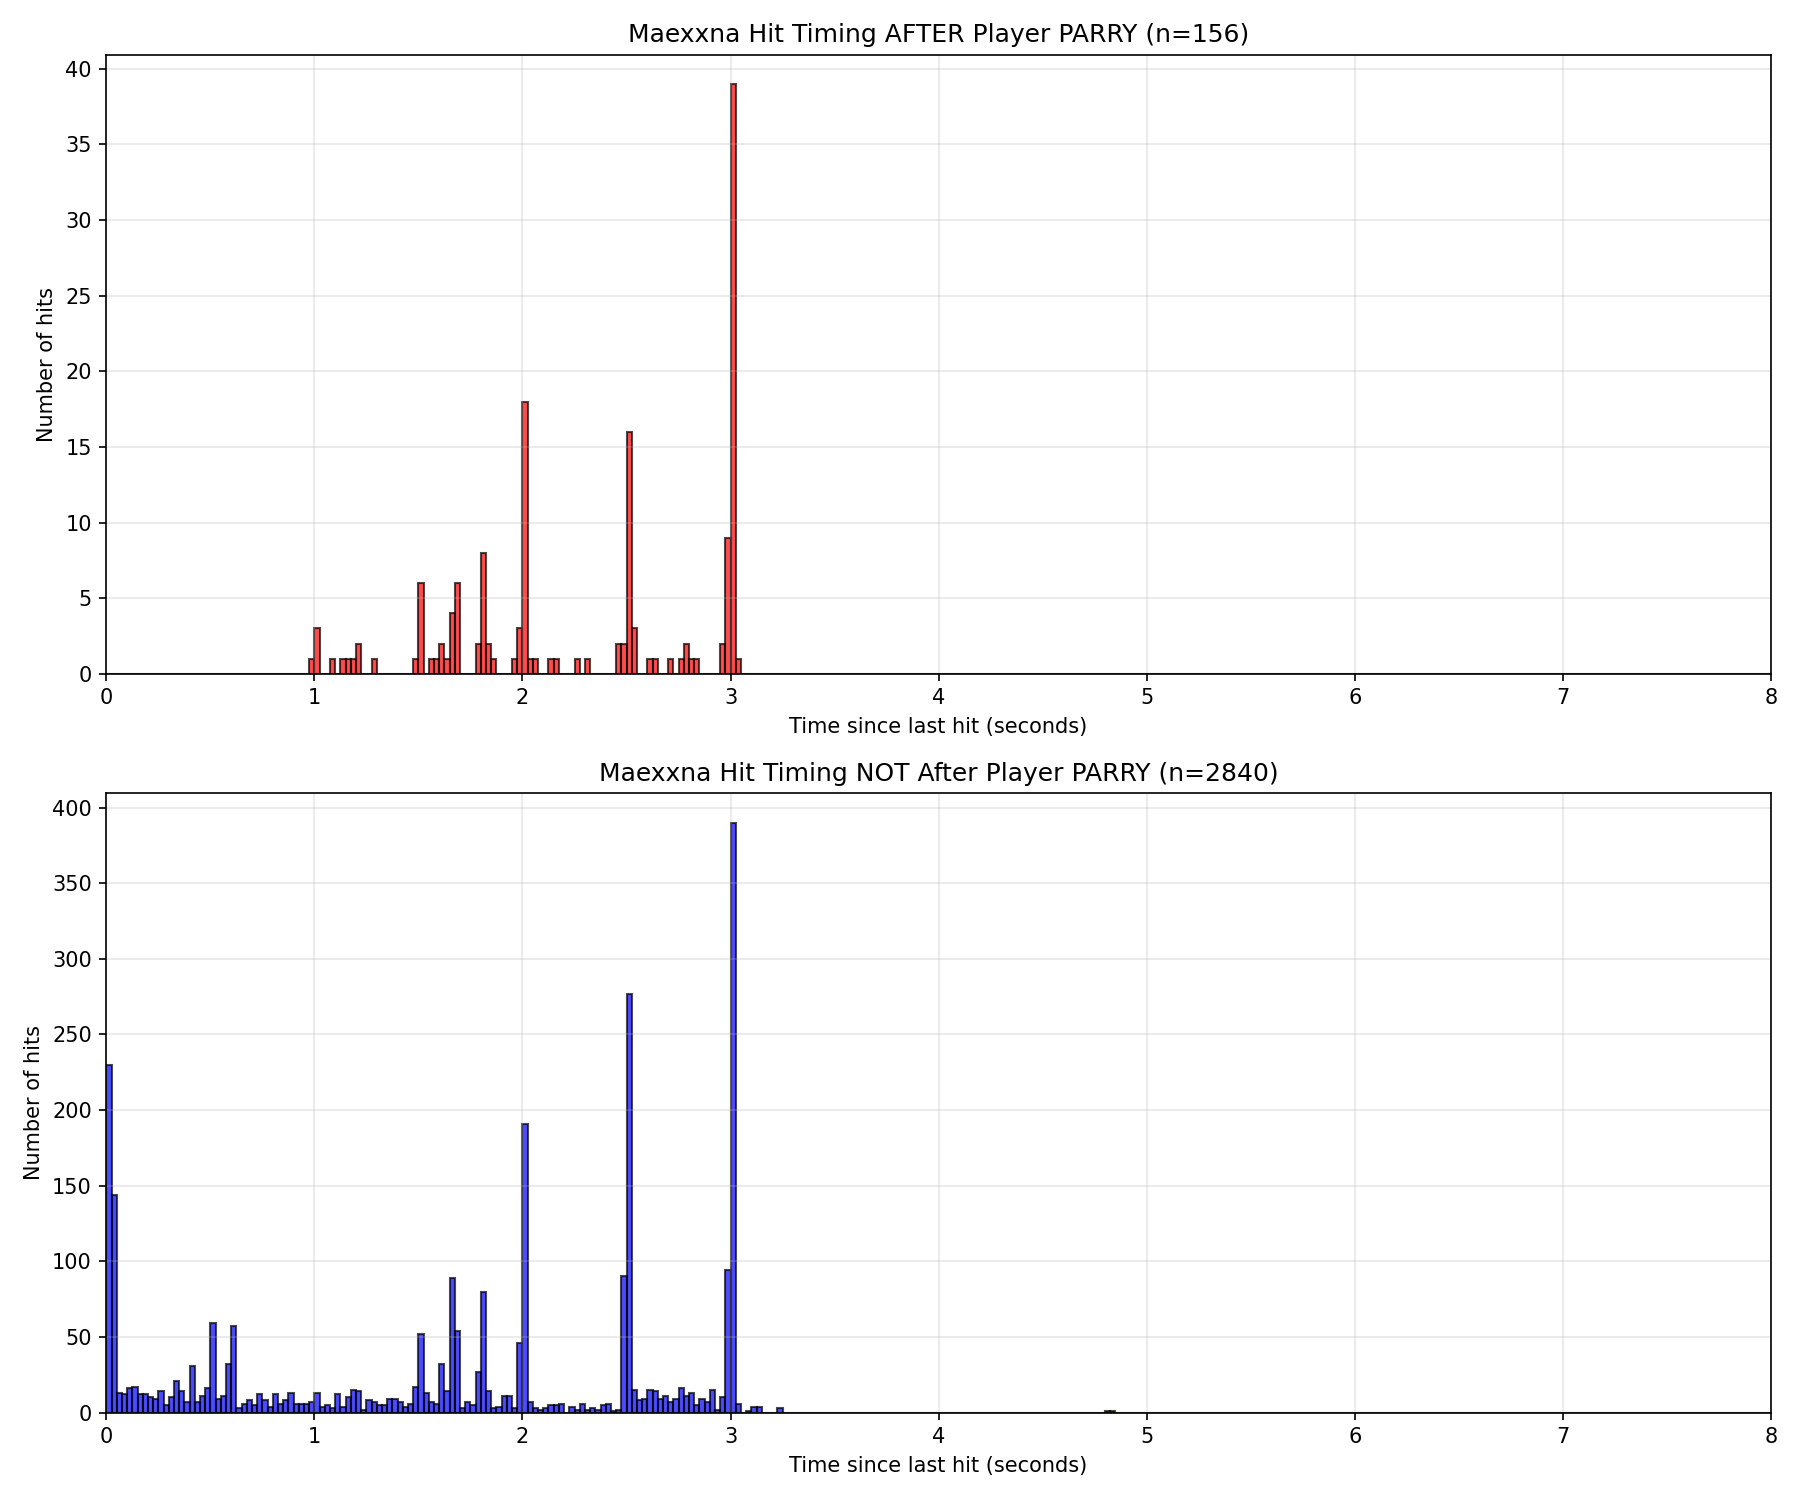 Maexxna Hit Timing AFTER Player PARRY (n=156)
40
35
30
25
20
15
10
5
0
Number of hits
0 1 2 3 4 5 6 7 8
Time since last hit (seconds)
Maexxna Hit Timing NOT After Player PARRY (n=2840)
400
350
300
250
200
150
100
50
0
Number of hits
0 1 2 3 4 5 6 7 8
Time since last hit (seconds)